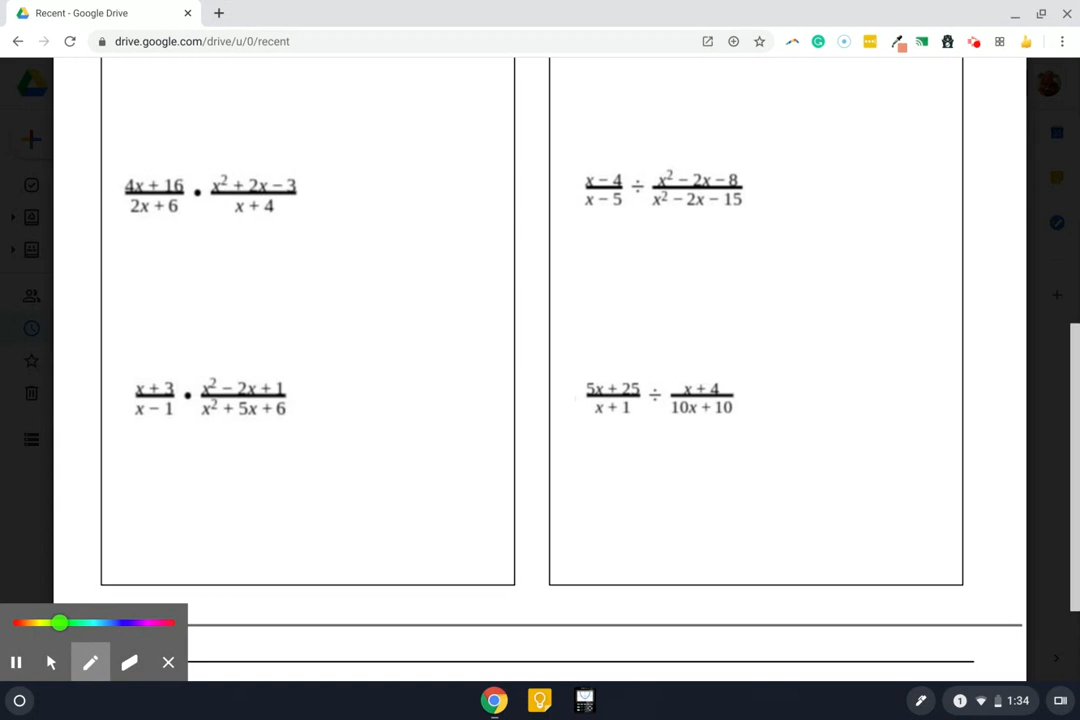 Recent - Google Drive
drive.google.com/drive/u/0/recent
4x + 16 / 2x + 6 • x² + 2x − 3 / x + 4
x − 4 / x − 5 ÷ x² − 2x − 8 / x² − 2x − 15
x + 3 / x − 1 • x² − 2x + 1 / x² + 5x + 6
5x + 25 / x + 1 ÷ x + 4 / 10x + 10
1 1:34